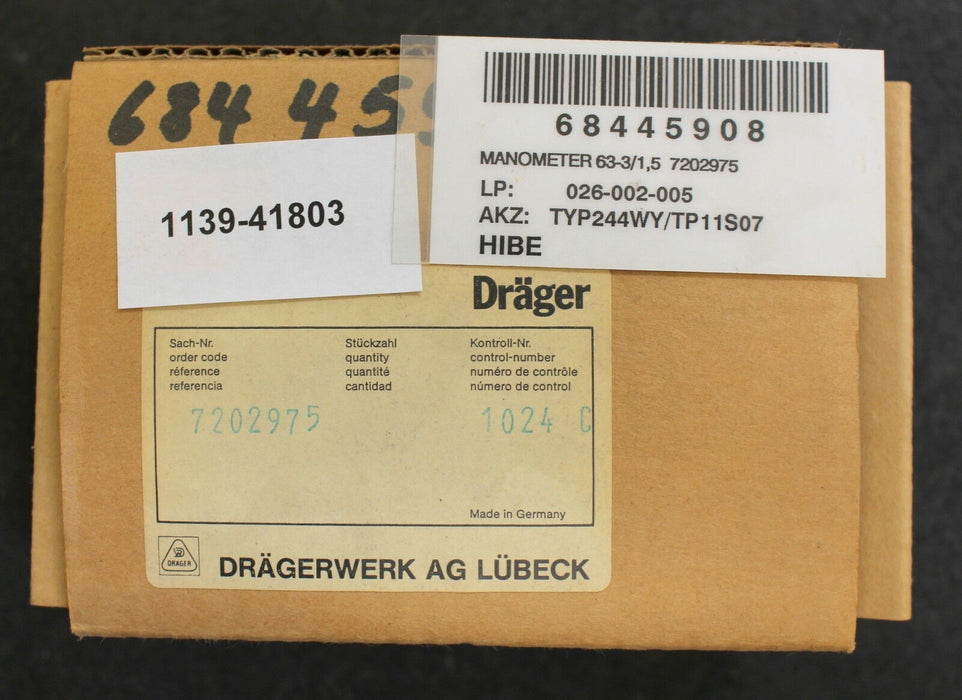 684 45
68445908
MANOMETER 63-3/1,5 7202975
LP: 026-002-005
AKZ: TYP244WY/TP11S07
HIBE
1139-41803
Dräger
Sach-Nr. Stückzahl Kontroll-Nr.
order code quantity control-number
réference quantité numéro de contrôle
referencia cantidad número de control
7202975 1024 C
Made in Germany
DRÄGER
DRÄGERWERK AG LÜBECK